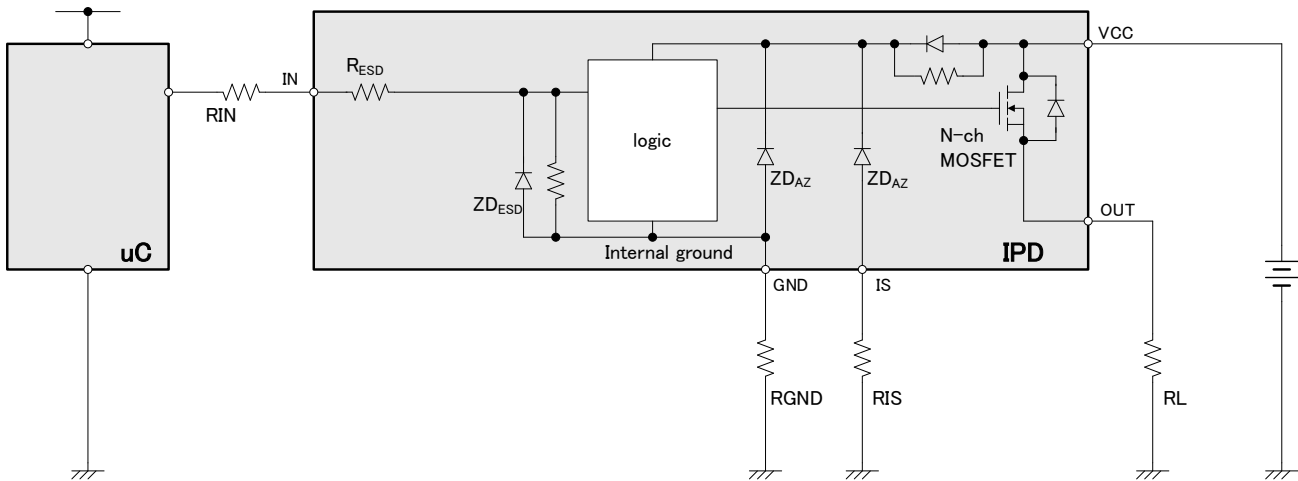 VCC
IN
RESD
RIN
logic
N-ch
MOSFET
ZDESD
ZDAZ
ZDAZ
OUT
uC
Internal ground
IPD
GND
IS
RGND
RIS
RL